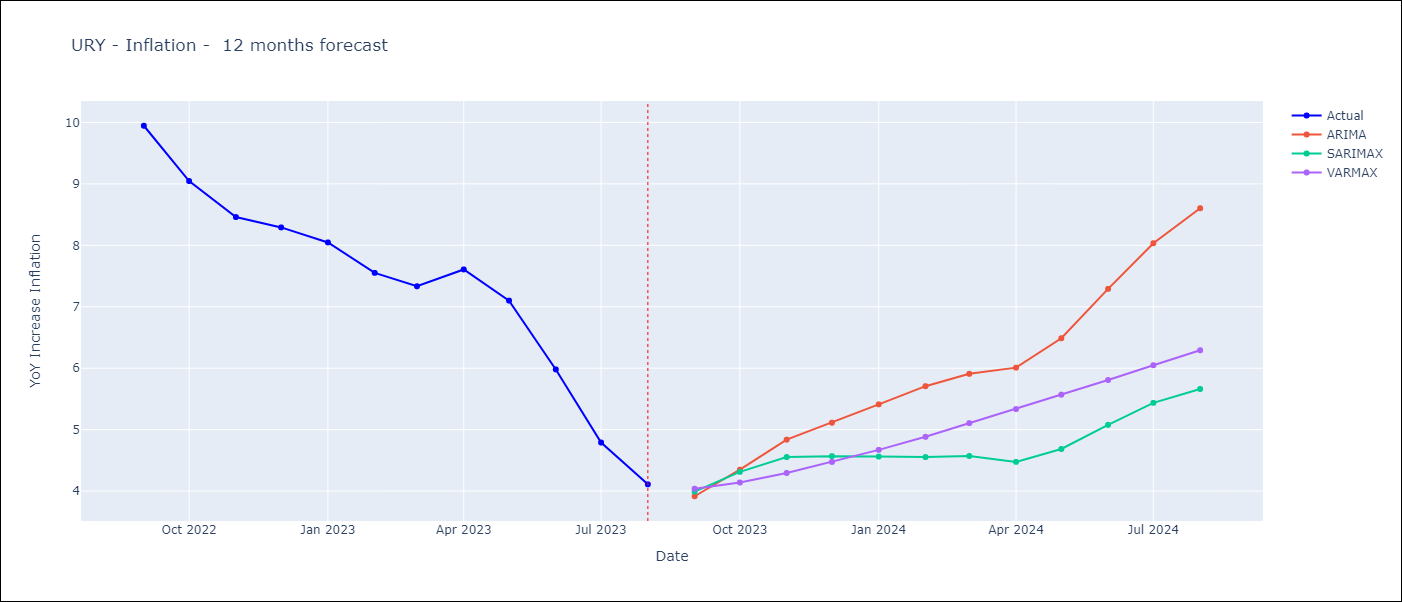 URY - Inflation -  12 months forecast
Actual
ARIMA
SARIMAX
VARMAX
YoY Increase Inflation
10
9
8
7
6
5
4
Oct 2022
Jan 2023
Apr 2023
Jul 2023
Oct 2023
Jan 2024
Apr 2024
Jul 2024
Date